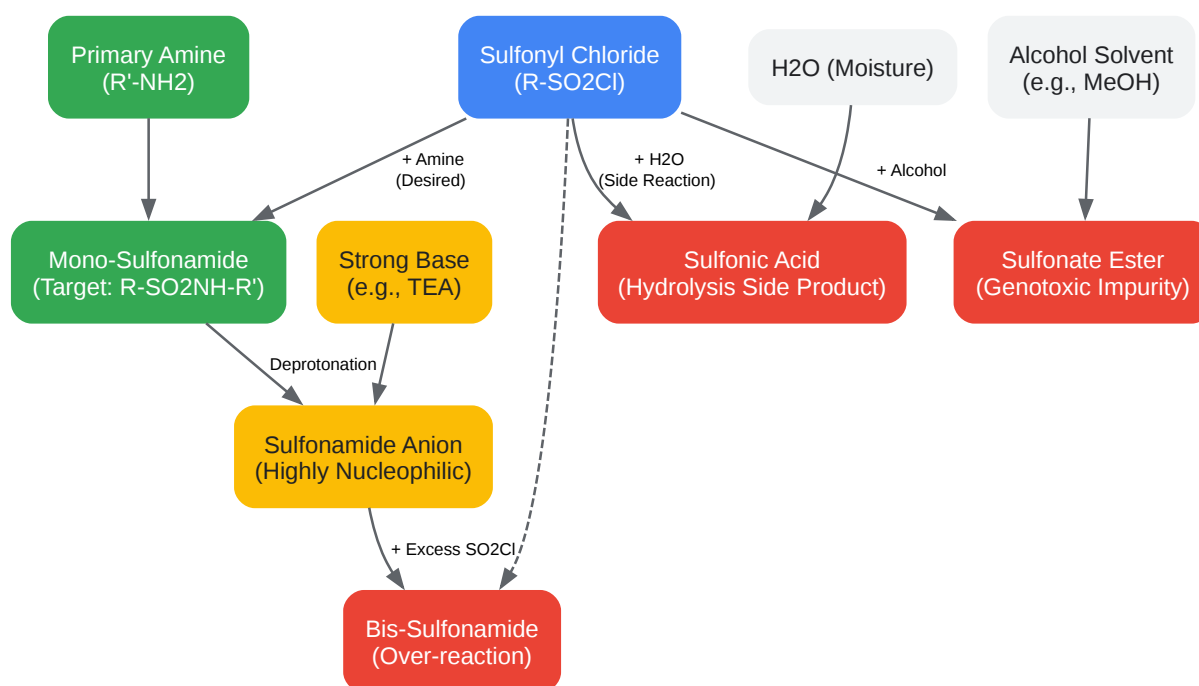 Primary Amine
(R'-NH2)
Sulfonyl Chloride
(R-SO2Cl)
H2O (Moisture)
Alcohol Solvent
(e.g., MeOH)
+ Amine
(Desired)
+ H2O
(Side Reaction)
+ Alcohol
Mono-Sulfonamide
(Target: R-SO2NH-R')
Strong Base
(e.g., TEA)
Sulfonic Acid
(Hydrolysis Side Product)
Sulfonate Ester
(Genotoxic Impurity)
Deprotonation
Sulfonamide Anion
(Highly Nucleophilic)
+ Excess SO2Cl
Bis-Sulfonamide
(Over-reaction)